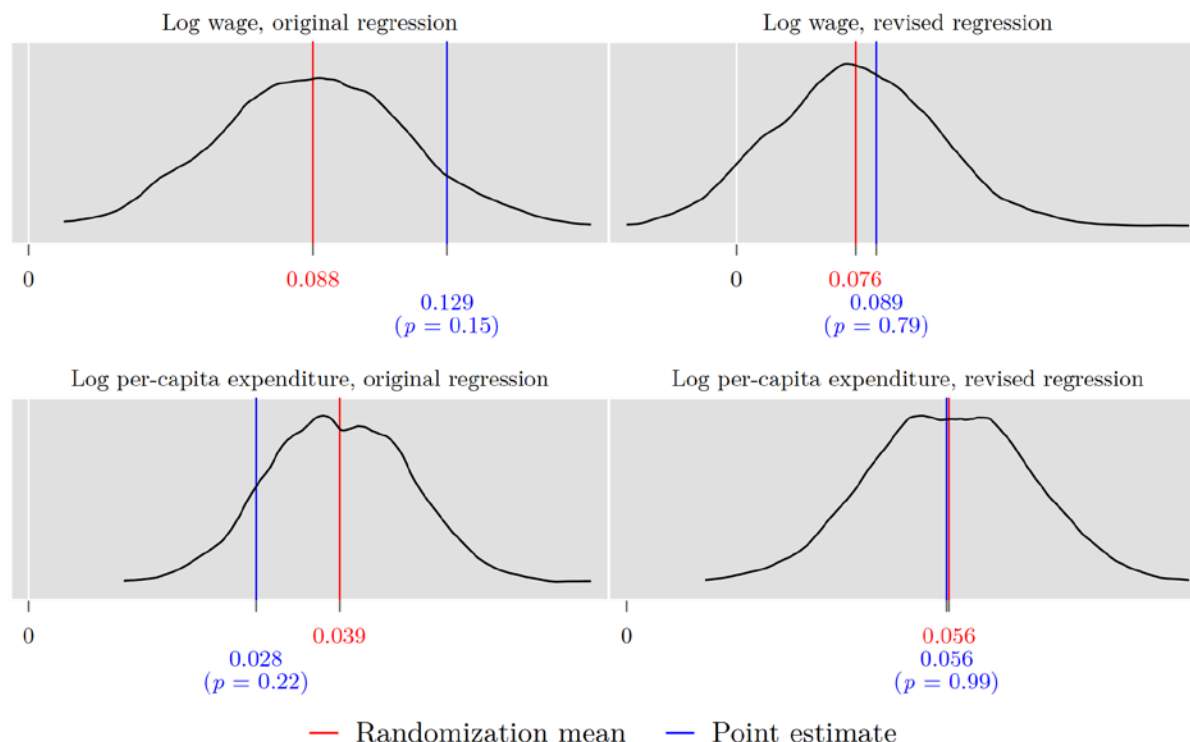 Log wage, original regression
0
0.088
0.129
(p = 0.15)
Log wage, revised regression
0
0.076
0.089
(p = 0.79)
Log per-capita expenditure, original regression
0
0.039
0.028
(p = 0.22)
Log per-capita expenditure, revised regression
0
0.056
0.056
(p = 0.99)
Randomization mean
Point estimate